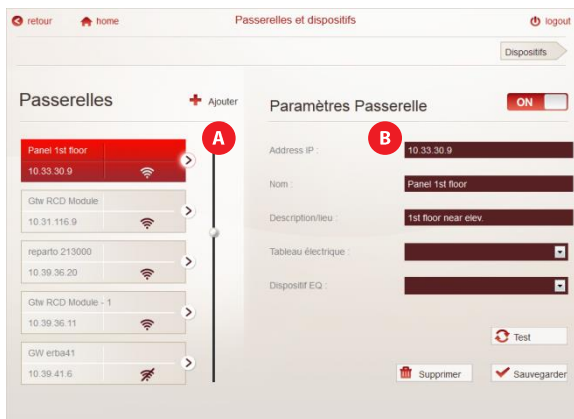 retour
home
Passerelles et dispositifs
logout
Dispositifs
Passerelles
Ajouter
A
Panel 1st floor
10.33.30.9
Gtw RCD Module
10.31.116.9
reparto 213000
10.39.36.20
Gtw RCD Module - 1
10.39.36.11
GW erba41
10.39.41.6
Paramètres Passerelle
ON
B
Address IP :
10.33.30.9
Nom :
Panel 1st floor
Description/lieu :
1st floor near elev.
Tableau électrique :
Dispositif EQ :
Test
Supprimer
Sauvegarder